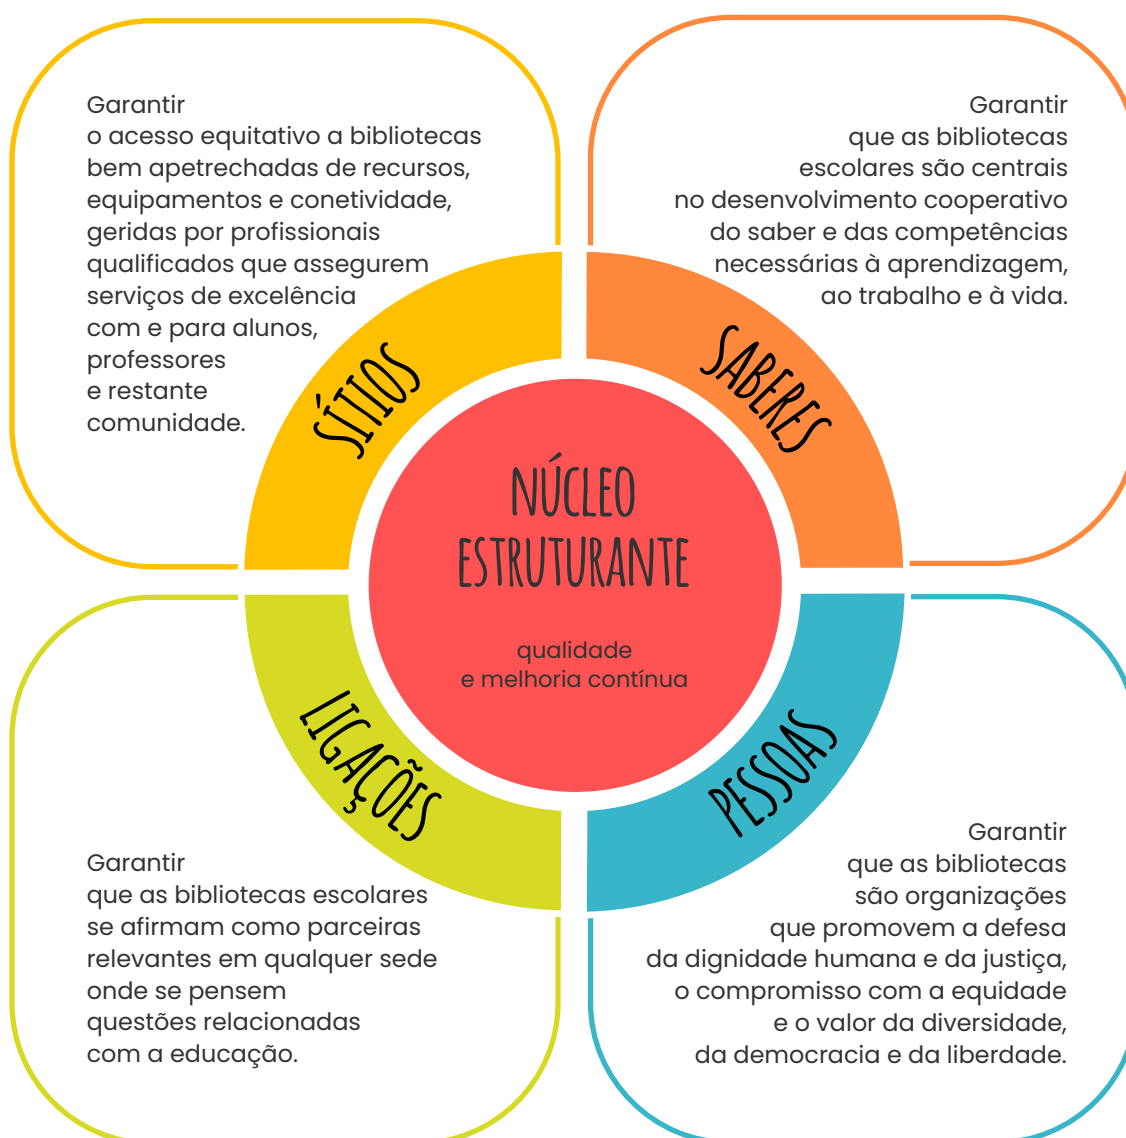 Garantir
o acesso equitativo a bibliotecas
bem apetrechadas de recursos,
equipamentos e conetividade,
geridas por profissionais
qualificados que assegurem
serviços de excelência
com e para alunos,
professores
e restante
comunidade.
SÍTIOS
Garantir
que as bibliotecas
escolares são centrais
no desenvolvimento cooperativo
do saber e das competências
necessárias à aprendizagem,
ao trabalho e à vida.
SABERES
NÚCLEO
ESTRUTURANTE
qualidade
e melhoria contínua
LIGAÇÕES
Garantir
que as bibliotecas escolares
se afirmam como parceiras
relevantes em qualquer sede
onde se pensem
questões relacionadas
com a educação.
PESSOAS
Garantir
que as bibliotecas
são organizações
que promovem a defesa
da dignidade humana e da justiça,
o compromisso com a equidade
e o valor da diversidade,
da democracia e da liberdade.